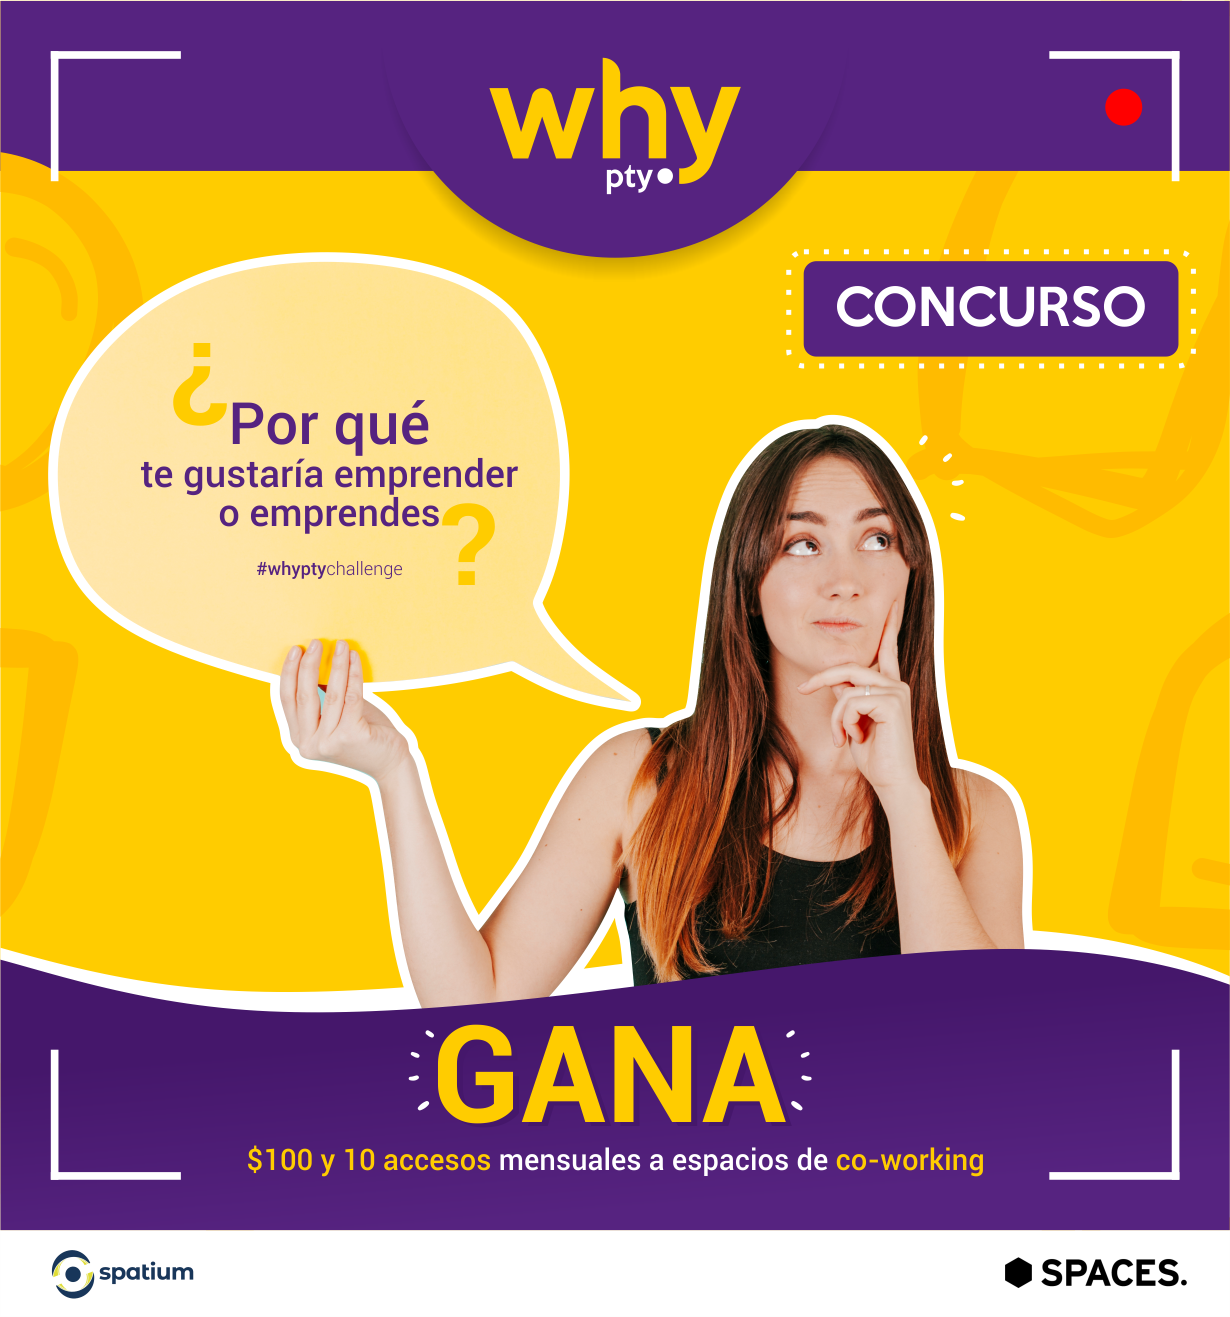 why
pty.
CONCURSO
¿Por qué
te gustaría emprender
o emprendes?
#whyptychallenge
GANA
$100 y 10 accesos mensuales a espacios de co-working
spatium
SPACES.